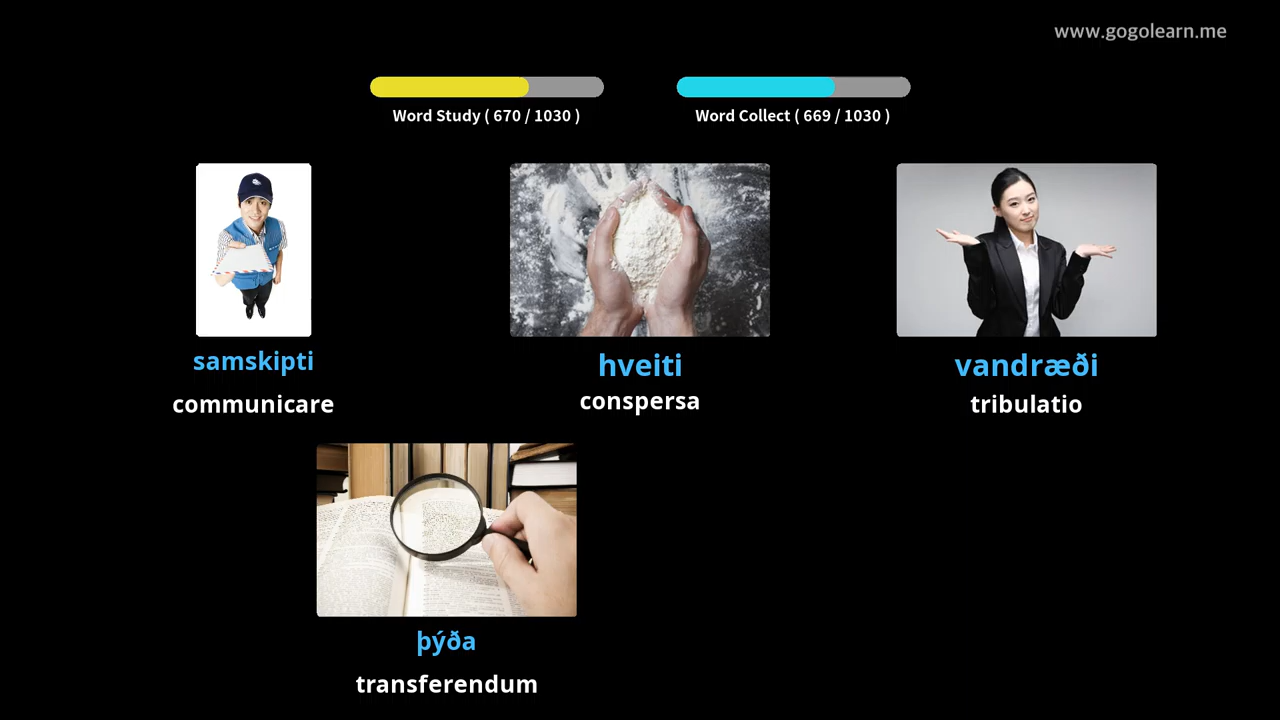 www.gogolearn.me
Word Study ( 670 / 1030 )
Word Collect ( 669 / 1030 )
samskipti
communicare
hveiti
conspersa
vandræði
tribulatio
þýða
transferendum